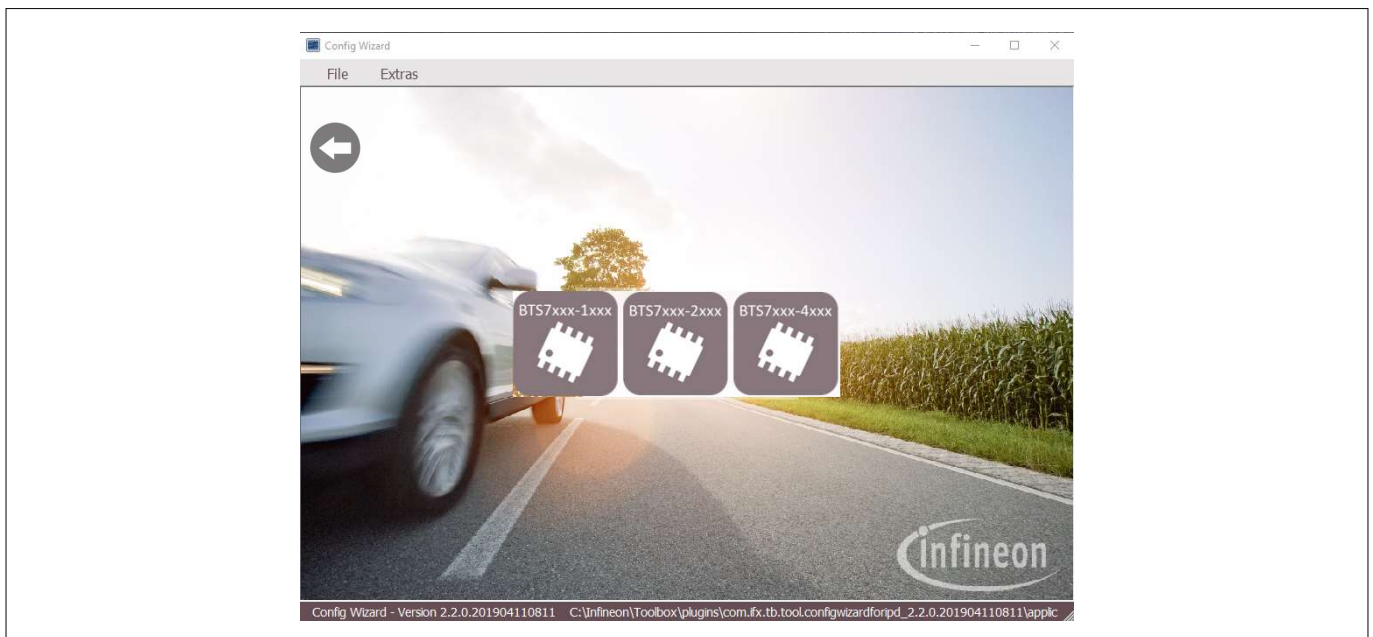 Config Wizard
File Extras
BTS7xxx-1xxx BTS7xxx-2xxx BTS7xxx-4xxx
infineon
Config Wizard - Version 2.2.0.201904110811 C:\Infineon\Toolbox\plugins\com.ifx.tb.tool.configwizardforipd_2.2.0.201904110811\applic